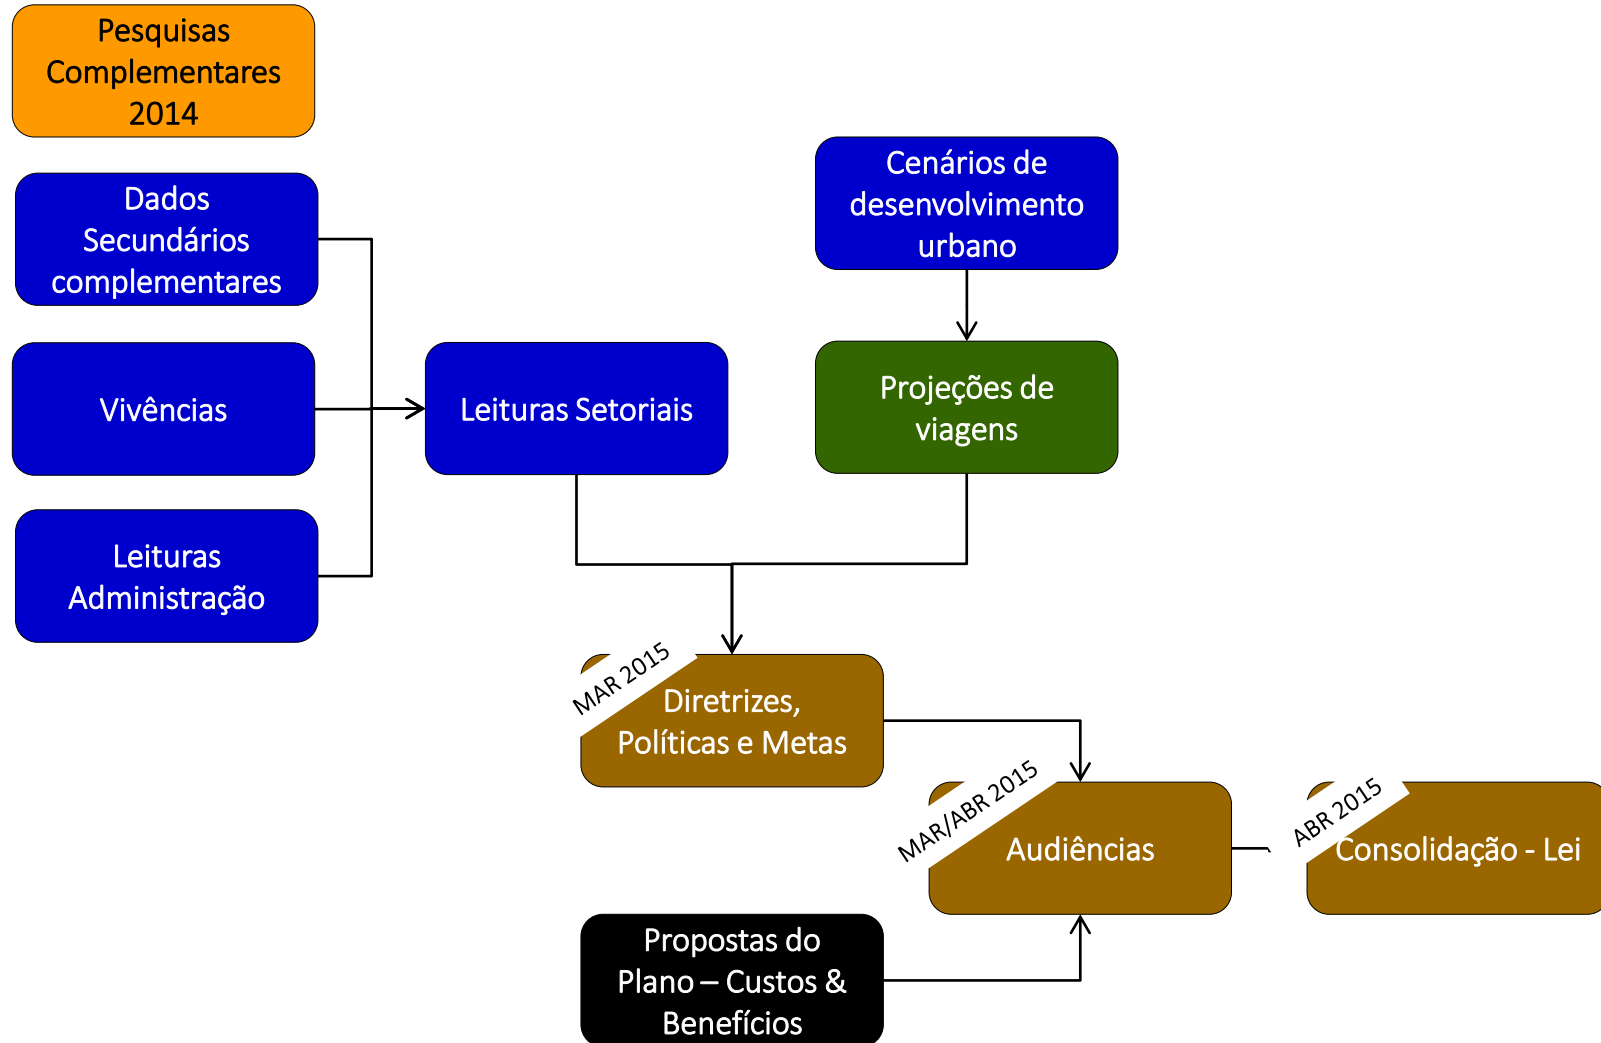 Pesquisas
Complementares
2014
Dados
Secundários
complementares
Vivências
Leituras
Administração
Leituras Setoriais
Cenários de
desenvolvimento
urbano
Projeções de
viagens
MAR 2015
Diretrizes,
Políticas e Metas
MAR/ABR 2015
Audiências
ABR 2015
Consolidação - Lei
Propostas do
Plano – Custos &
Benefícios